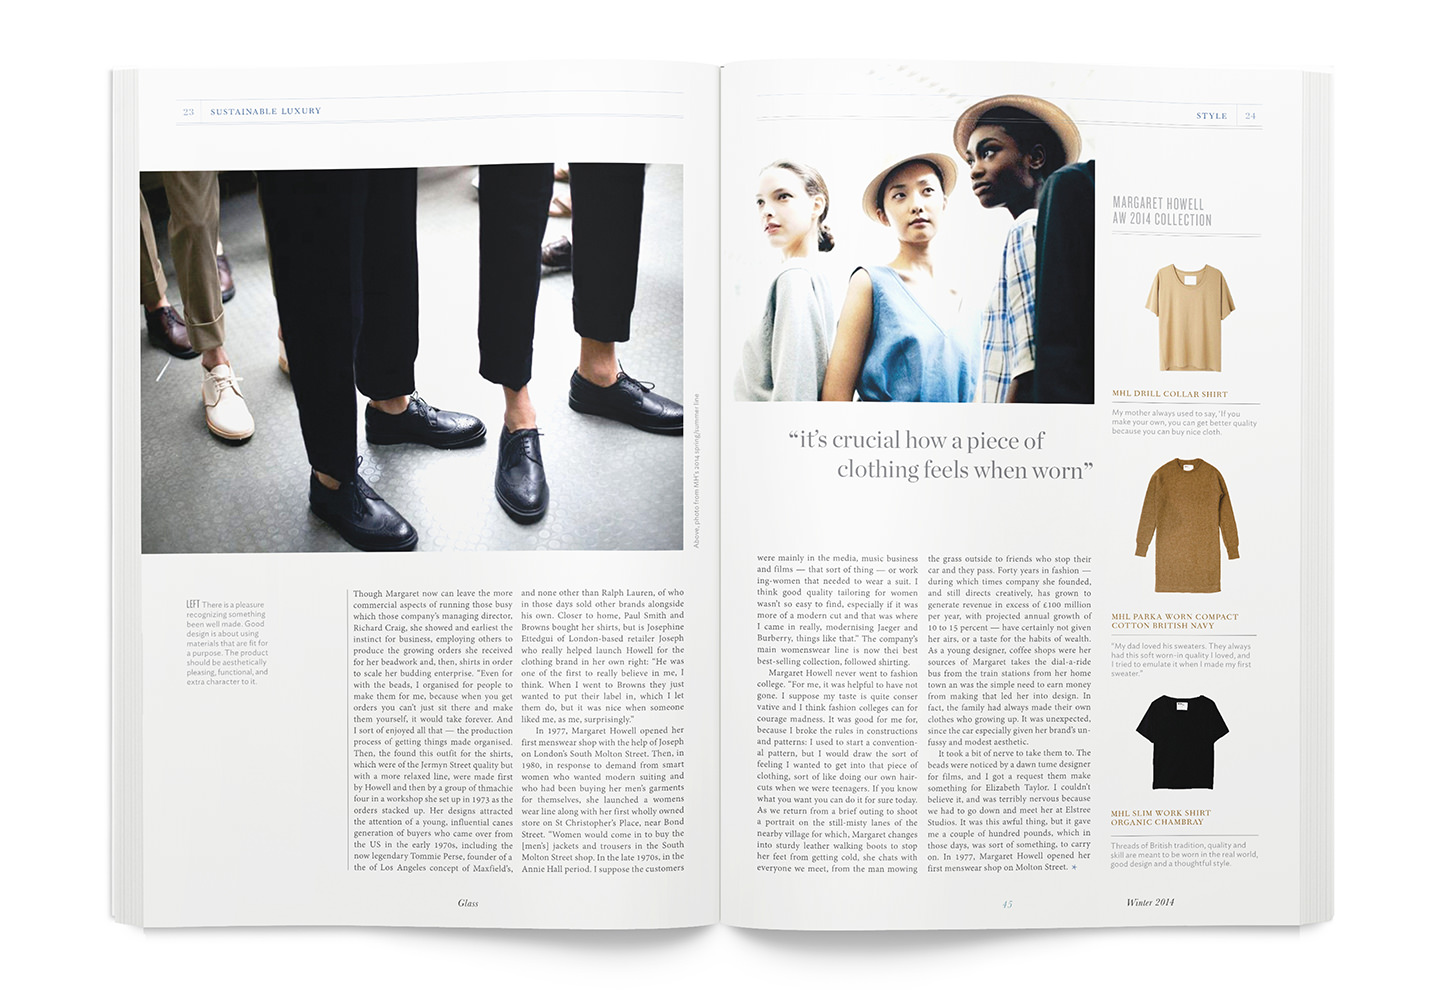 23 SUSTAINABLE LUXURY
Above, photo from MH's 2014 spring/summer line
LEFT There is a pleasure
recognizing something
been well made. Good
design is about using
materials that are fit for
a purpose. The product
should be aesthetically
pleasing, functional, and
extra character to it.
Though Margaret now can leave the more
commercial aspects of running those busy
which those company's managing director,
Richard Craig, she showed and earliest the
instinct for business, employing others to
produce the growing orders she received
for her beadwork and, then, shirts in order
to scale her budding enterprise. “Even for
with the beads, I organised for people to
make them for me, because when you get
orders you can't just sit there and make
them yourself, it would take forever. And
I sort of enjoyed all that — the production
process of getting things made organised.
Then, the found this outfit for the shirts,
which were of the Jermyn Street quality but
with a more relaxed line, were made first
by Howell and then by a group of thmachie
four in a workshop she set up in 1973 as the
orders stacked up. Her designs attracted
the attention of a young, influential canes
generation of buyers who came over from
the US in the early 1970s, including the
now legendary Tommie Perse, founder of a
the of Los Angeles concept of Maxfield's,
and none other than Ralph Lauren, of who
in those days sold other brands alongside
his own. Closer to home, Paul Smith and
Browns bought her shirts, but is Josephine
Ettedgui of London-based retailer Joseph
who really helped launch Howell for the
clothing brand in her own right: “He was
one of the first to really believe in me, I
think. When I went to Browns they just
wanted to put their label in, which I let
them do, but it was nice when someone
liked me, as me, surprisingly.”
In 1977, Margaret Howell opened her
first menswear shop with the help of Joseph
on London's South Molton Street. Then, in
1980, in response to demand from smart
women who wanted modern suiting and
who had been buying her men's garments
for themselves, she launched a womens
wear line along with her first wholly owned
store on St Christopher's Place, near Bond
Street. “Women would come in to buy the
[men's] jackets and trousers in the South
Molton Street shop. In the late 1970s, in the
Annie Hall period. I suppose the customers
Glass
STYLE 24
“it's crucial how a piece of
clothing feels when worn”
were mainly in the media, music business
and films — that sort of thing — or work
ing-women that needed to wear a suit. I
think good quality tailoring for women
wasn't so easy to find, especially if it was
more of a modern cut and that was where
I came in really, modernising Jaeger and
Burberry, things like that.” The company's
main womenswear line is now thei best
best-selling collection, followed shirting.
Margaret Howell never went to fashion
college. “For me, it was helpful to have not
gone. I suppose my taste is quite conser
vative and I think fashion colleges can for
courage madness. It was good for me for,
because I broke the rules in constructions
and patterns: I used to start a convention-
al pattern, but I would draw the sort of
feeling I wanted to get into that piece of
clothing, sort of like doing our own hair-
cuts when we were teenagers. If you know
what you want you can do it for sure today.
As we return from a brief outing to shoot
a portrait on the still-misty lanes of the
nearby village for which, Margaret changes
into sturdy leather walking boots to stop
her feet from getting cold, she chats with
everyone we meet, from the man mowing
the grass outside to friends who stop their
car and they pass. Forty years in fashion —
during which times company she founded,
and still directs creatively, has grown to
generate revenue in excess of £100 million
per year, with projected annual growth of
10 to 15 percent — have certainly not given
her airs, or a taste for the habits of wealth.
As a young designer, coffee shops were her
sources of Margaret takes the dial-a-ride
bus from the train stations from her home
town an was the simple need to earn money
from making that led her into design. In
fact, the family had always made their own
clothes who growing up. It was unexpected,
since the car especially given her brand's un-
fussy and modest aesthetic.
It took a bit of nerve to take them to. The
beads were noticed by a dawn tume designer
for films, and I got a request them make
something for Elizabeth Taylor. I couldn't
believe it, and was terribly nervous because
we had to go down and meet her at Elstree
Studios. It was this awful thing, but it gave
me a couple of hundred pounds, which in
those days, was sort of something, to carry
on. In 1977, Margaret Howell opened her
first menswear shop on Molton Street. *
MARGARET HOWELL
AW 2014 COLLECTION
MHL DRILL COLLAR SHIRT
My mother always used to say, 'If you
make your own, you can get better quality
because you can buy nice cloth.
MHL PARKA WORN COMPACT
COTTON BRITISH NAVY
“My dad loved his sweaters. They always
had this soft worn-in quality I loved, and
I tried to emulate it when I made my first
sweater.”
MHL SLIM WORK SHIRT
ORGANIC CHAMBRAY
Threads of British tradition, quality and
skill are meant to be worn in the real world,
good design and a thoughtful style.
45
Winter 2014